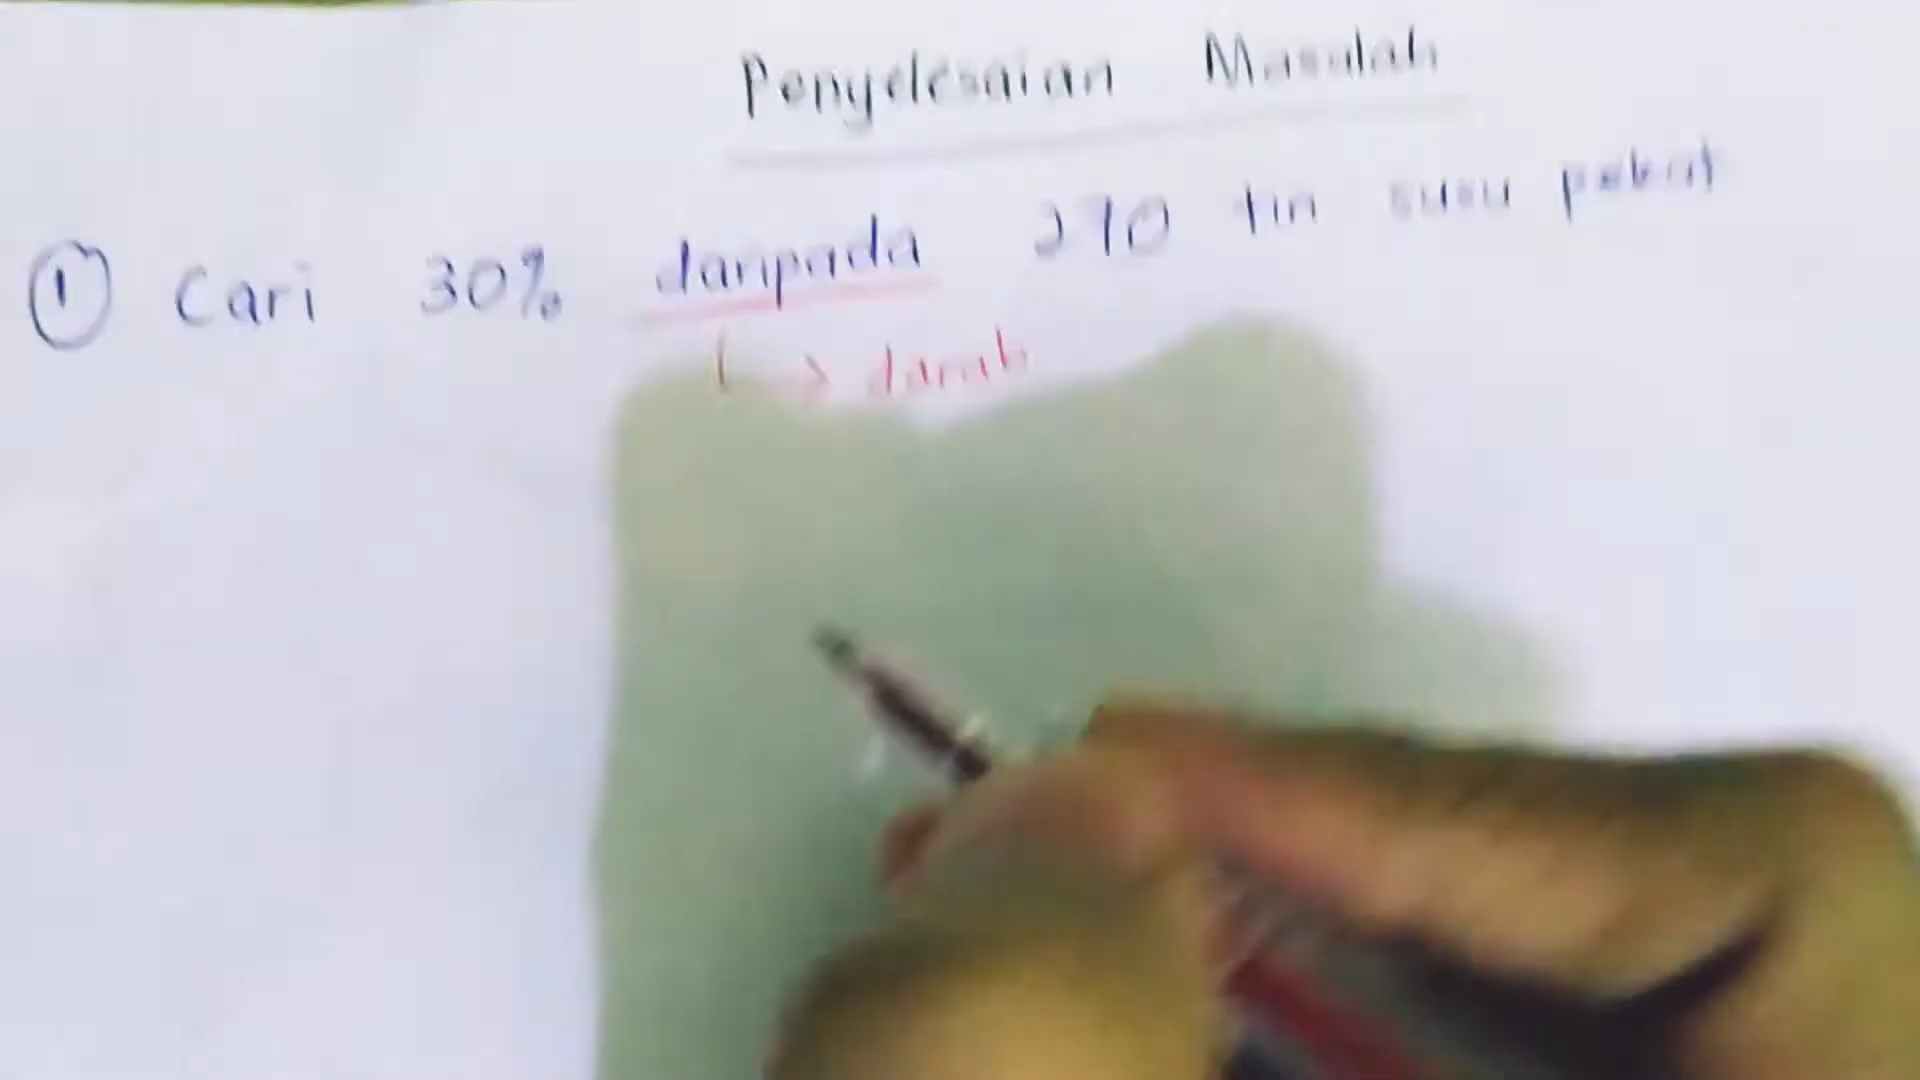 Penyelesaian Masalah
① Cari 30% daripada 270 tin susu pekat
↳ darab